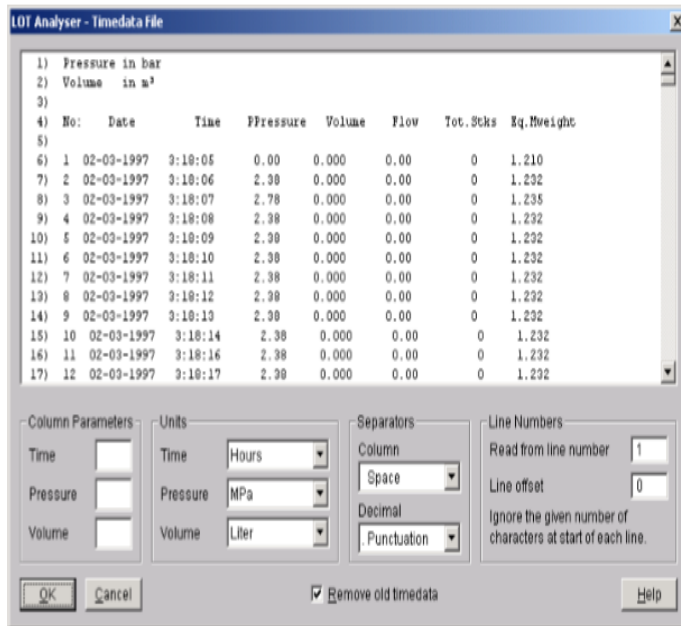 LOT Analyser - Timedata File
1) Pressure in bar
2) Volume in m³
3)
4) No: Date Time PPressure Volume Flow Tot.Stks Eq.Mweight
5)
6) 1 02-03-1997 3:18:05 0.00 0.000 0.00 0 1.210
7) 2 02-03-1997 3:18:06 2.38 0.000 0.00 0 1.232
8) 3 02-03-1997 3:18:07 2.78 0.000 0.00 0 1.235
9) 4 02-03-1997 3:18:08 2.38 0.000 0.00 0 1.232
10) 5 02-03-1997 3:18:09 2.38 0.000 0.00 0 1.232
11) 6 02-03-1997 3:18:10 2.38 0.000 0.00 0 1.232
12) 7 02-03-1997 3:18:11 2.38 0.000 0.00 0 1.232
13) 8 02-03-1997 3:18:12 2.38 0.000 0.00 0 1.232
14) 9 02-03-1997 3:18:13 2.38 0.000 0.00 0 1.232
15) 10 02-03-1997 3:18:14 2.38 0.000 0.00 0 1.232
16) 11 02-03-1997 3:18:16 2.38 0.000 0.00 0 1.232
17) 12 02-03-1997 3:18:17 2.38 0.000 0.00 0 1.232
Column Parameters
Time
Pressure
Volume
Units
Time Hours
Pressure MPa
Volume Liter
Separators
Column
Space
Decimal
. Punctuation
Line Numbers
Read from line number 1
Line offset 0
Ignore the given number of
characters at start of each line.
OK Cancel Remove old timedata Help